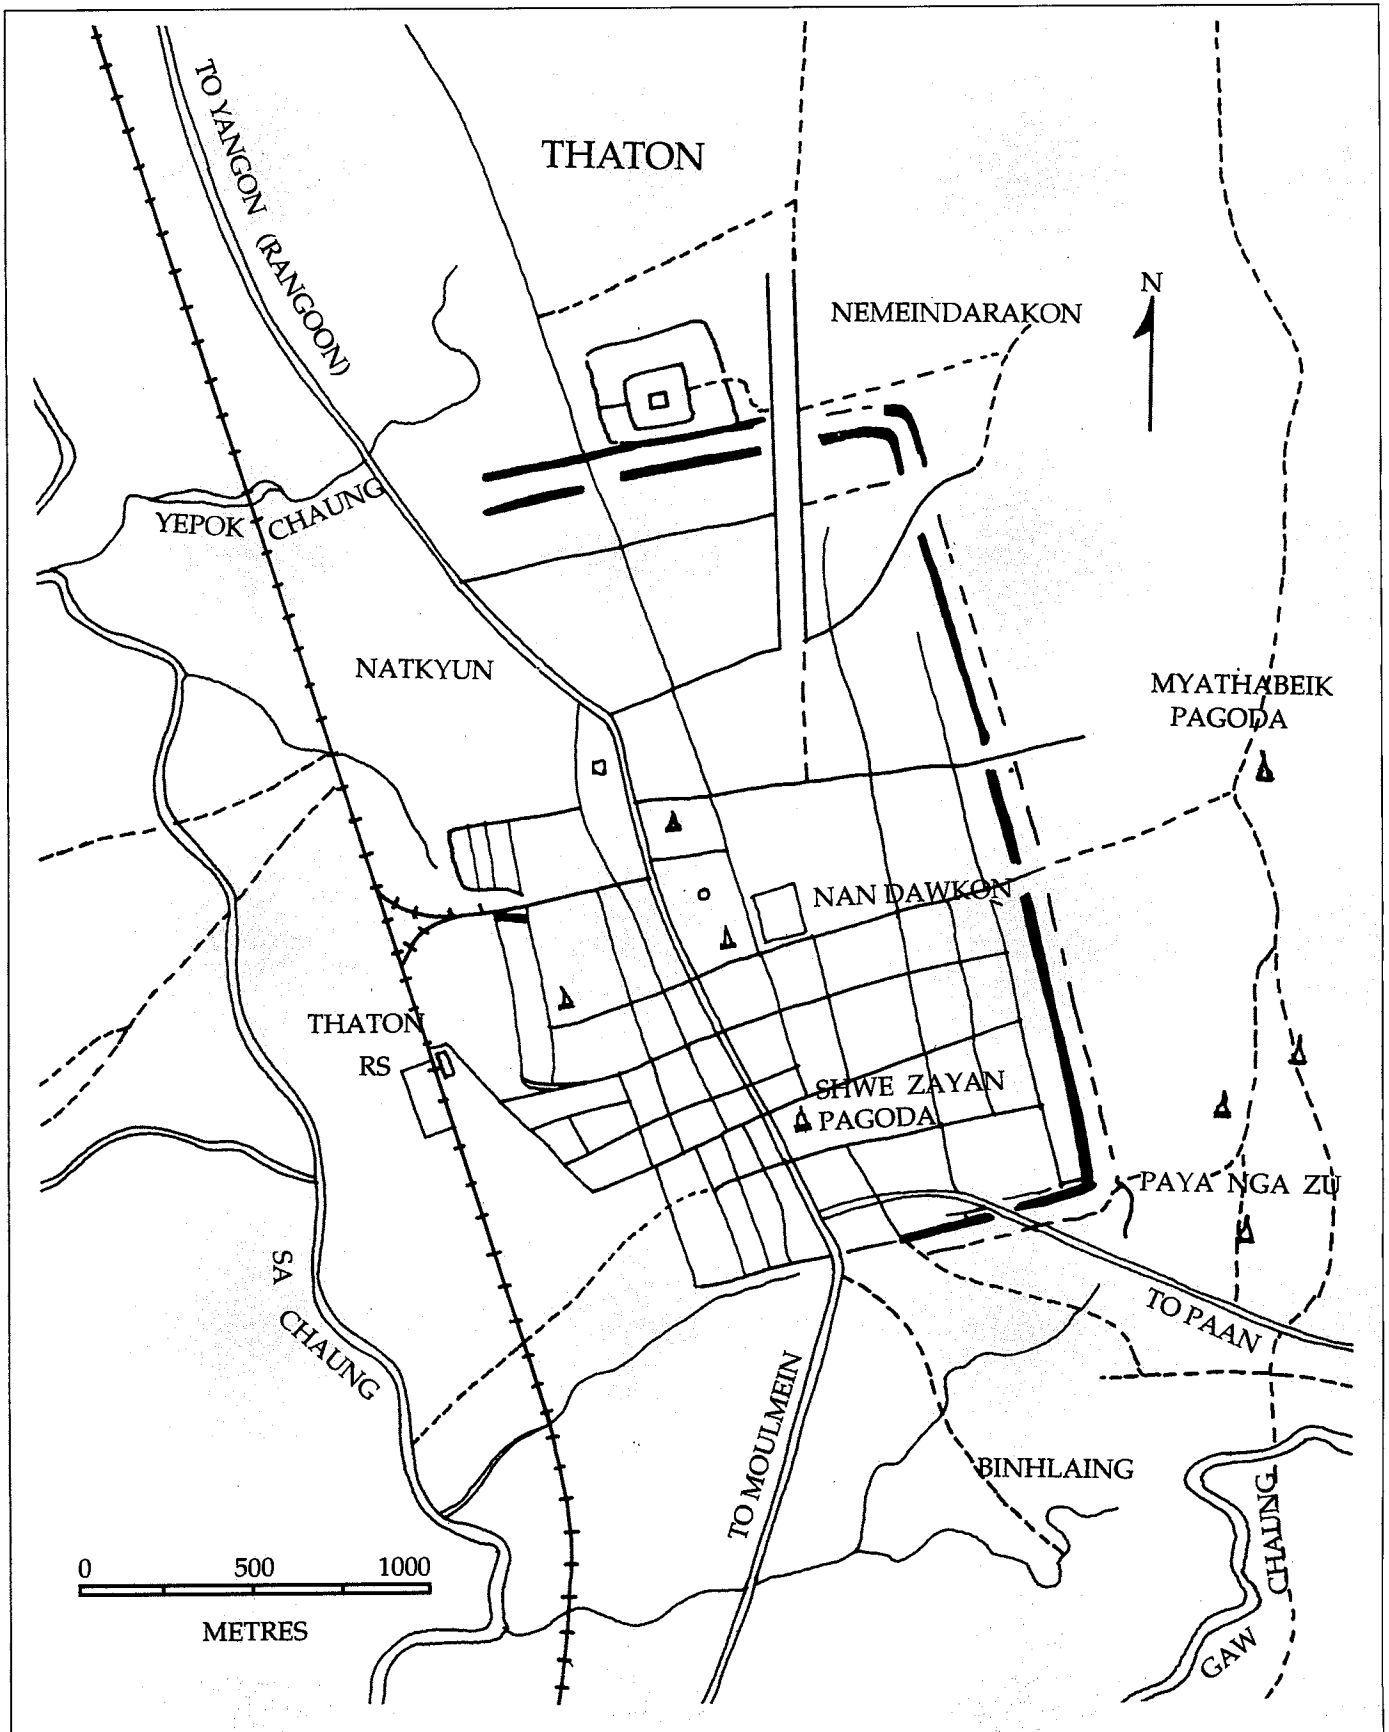 TO YANGON (RANGOON)
THATON
N
NEMEINDARAKON
YEPOK CHAUNG
NATKYUN
MYATHABEIK
PAGODA
NAN DAWKON
THATON
RS
SHWE ZAYAN
PAGODA
PAYA NGA ZU
SA CHAUNG
TO PAAN
TO MOULMEIN
BINHLAING
GAW CHAUNG
0 500 1000
METRES